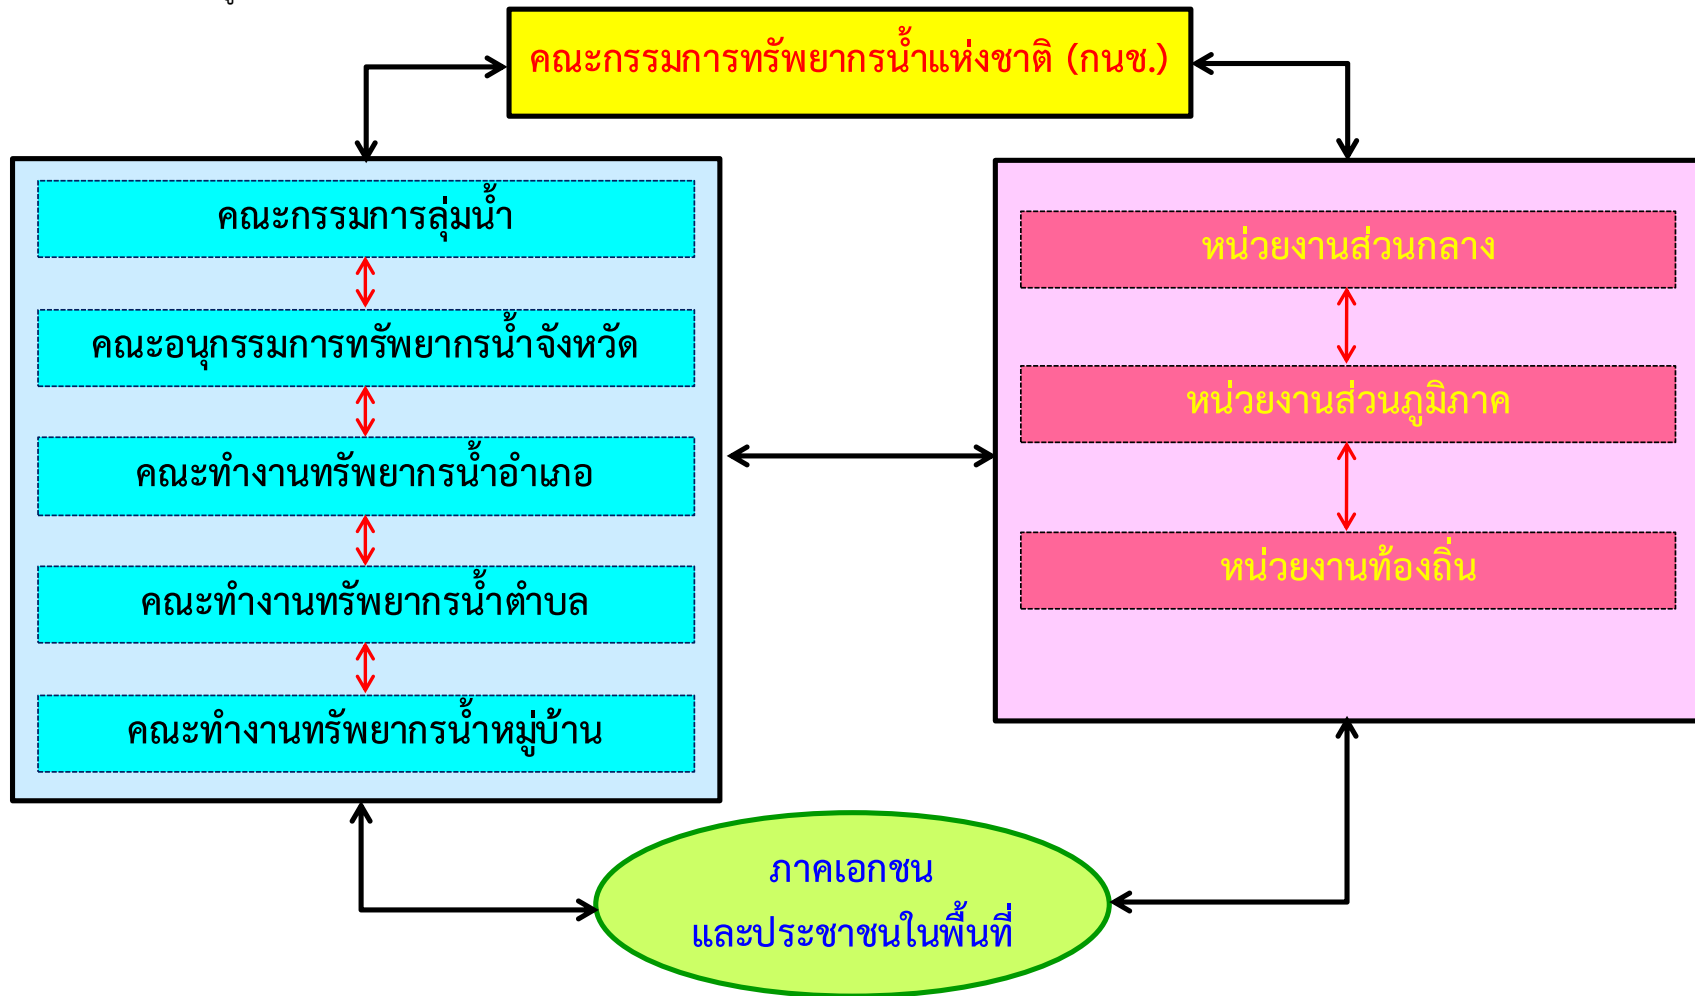 คณะกรรมการทรัพยากรน้ำแห่งชาติ (กนช.)
คณะกรรมการลุ่มน้ำ
คณะอนุกรรมการทรัพยากรน้ำจังหวัด
คณะทำงานทรัพยากรน้ำอำเภอ
คณะทำงานทรัพยากรน้ำตำบล
คณะทำงานทรัพยากรน้ำหมู่บ้าน
หน่วยงานส่วนกลาง
หน่วยงานส่วนภูมิภาค
หน่วยงานท้องถิ่น
ภาคเอกชน
และประชาชนในพื้นที่